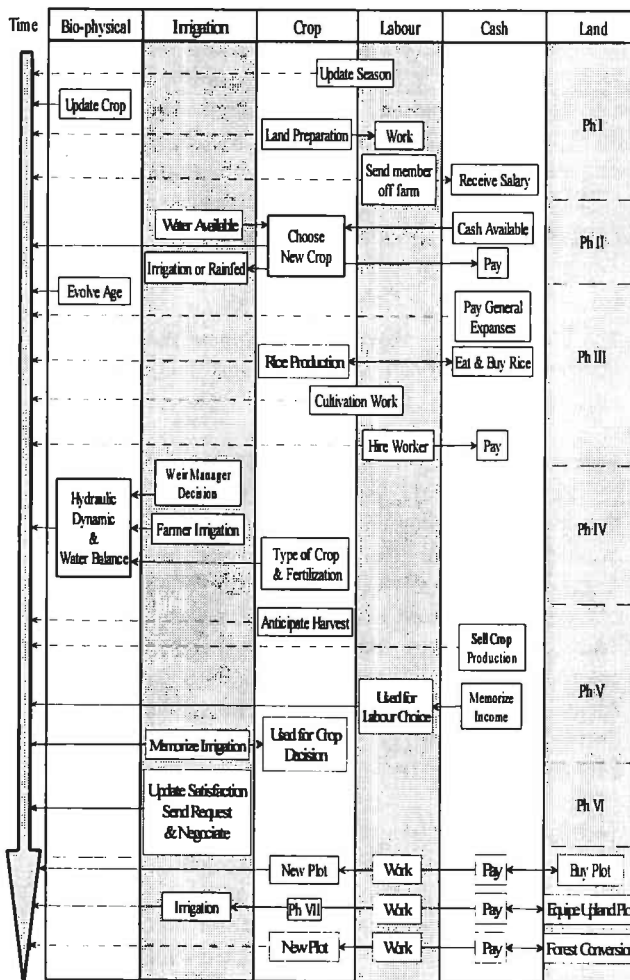 Time Bio-physical Irrigation Crop Labour Cash Land
Update Season
Update Crop
Ph I
Land Preparation Work
Send member
off farm
Receive Salary
Water Available
Cash Available
Choose
New Crop
Ph II
Irrigation or Rainfed
Pay
Evolve Age
Pay General
Expanses
Rice Production
Eat & Buy Rice
Ph III
Cultivation Work
Hire Worker
Pay
Weir Manager
Decision
Hydraulic
Dynamic
&
Water Balance
Farmer Irrigation
Ph IV
Type of Crop
& Fertilization
Anticipate Harvest
Sell Crop
Production
Ph V
Used for
Labour Choice
Memorize
Income
Memorize Irrigation
Used for Crop
Decision
Update Satisfaction
Send Request
& Negociate
Ph VI
New Plot Work Pay Buy Plot
Irrigation Ph VII Work Pay Equipe Upland Plo
New Plot Work Pay Forest Conversion